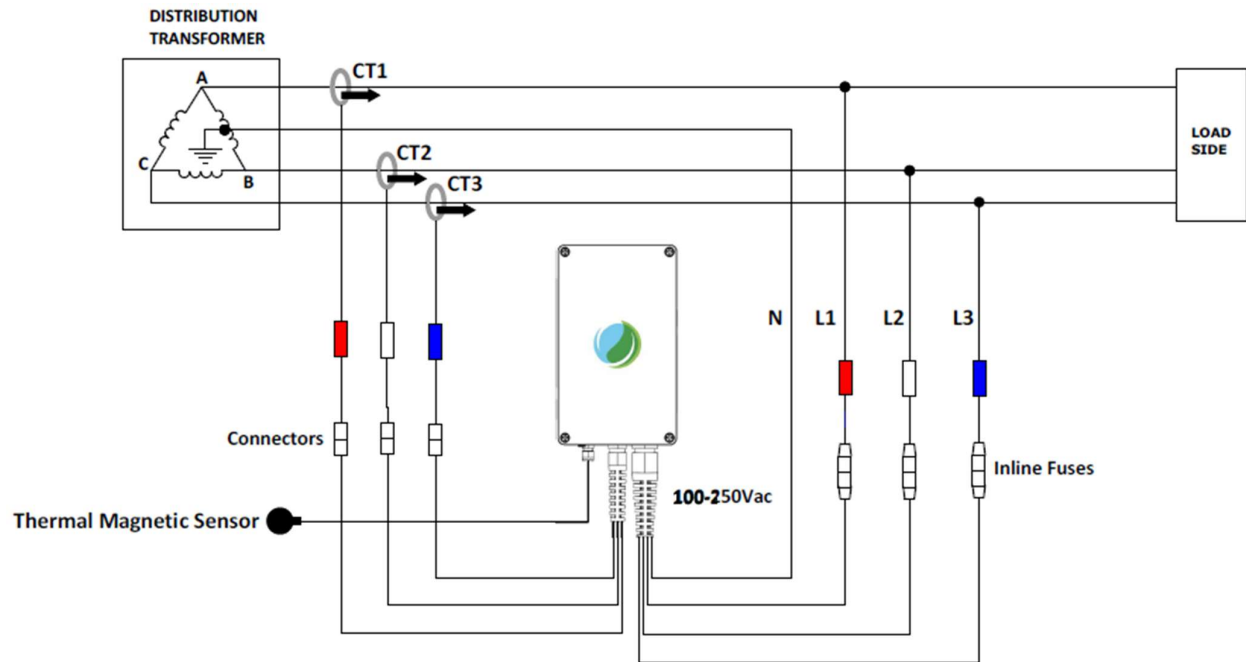 DISTRIBUTION
TRANSFORMER
A
CT1
C
B
CT2
CT3
LOAD
SIDE
N
L1
L2
L3
Connectors
Inline Fuses
100-250Vac
Thermal Magnetic Sensor